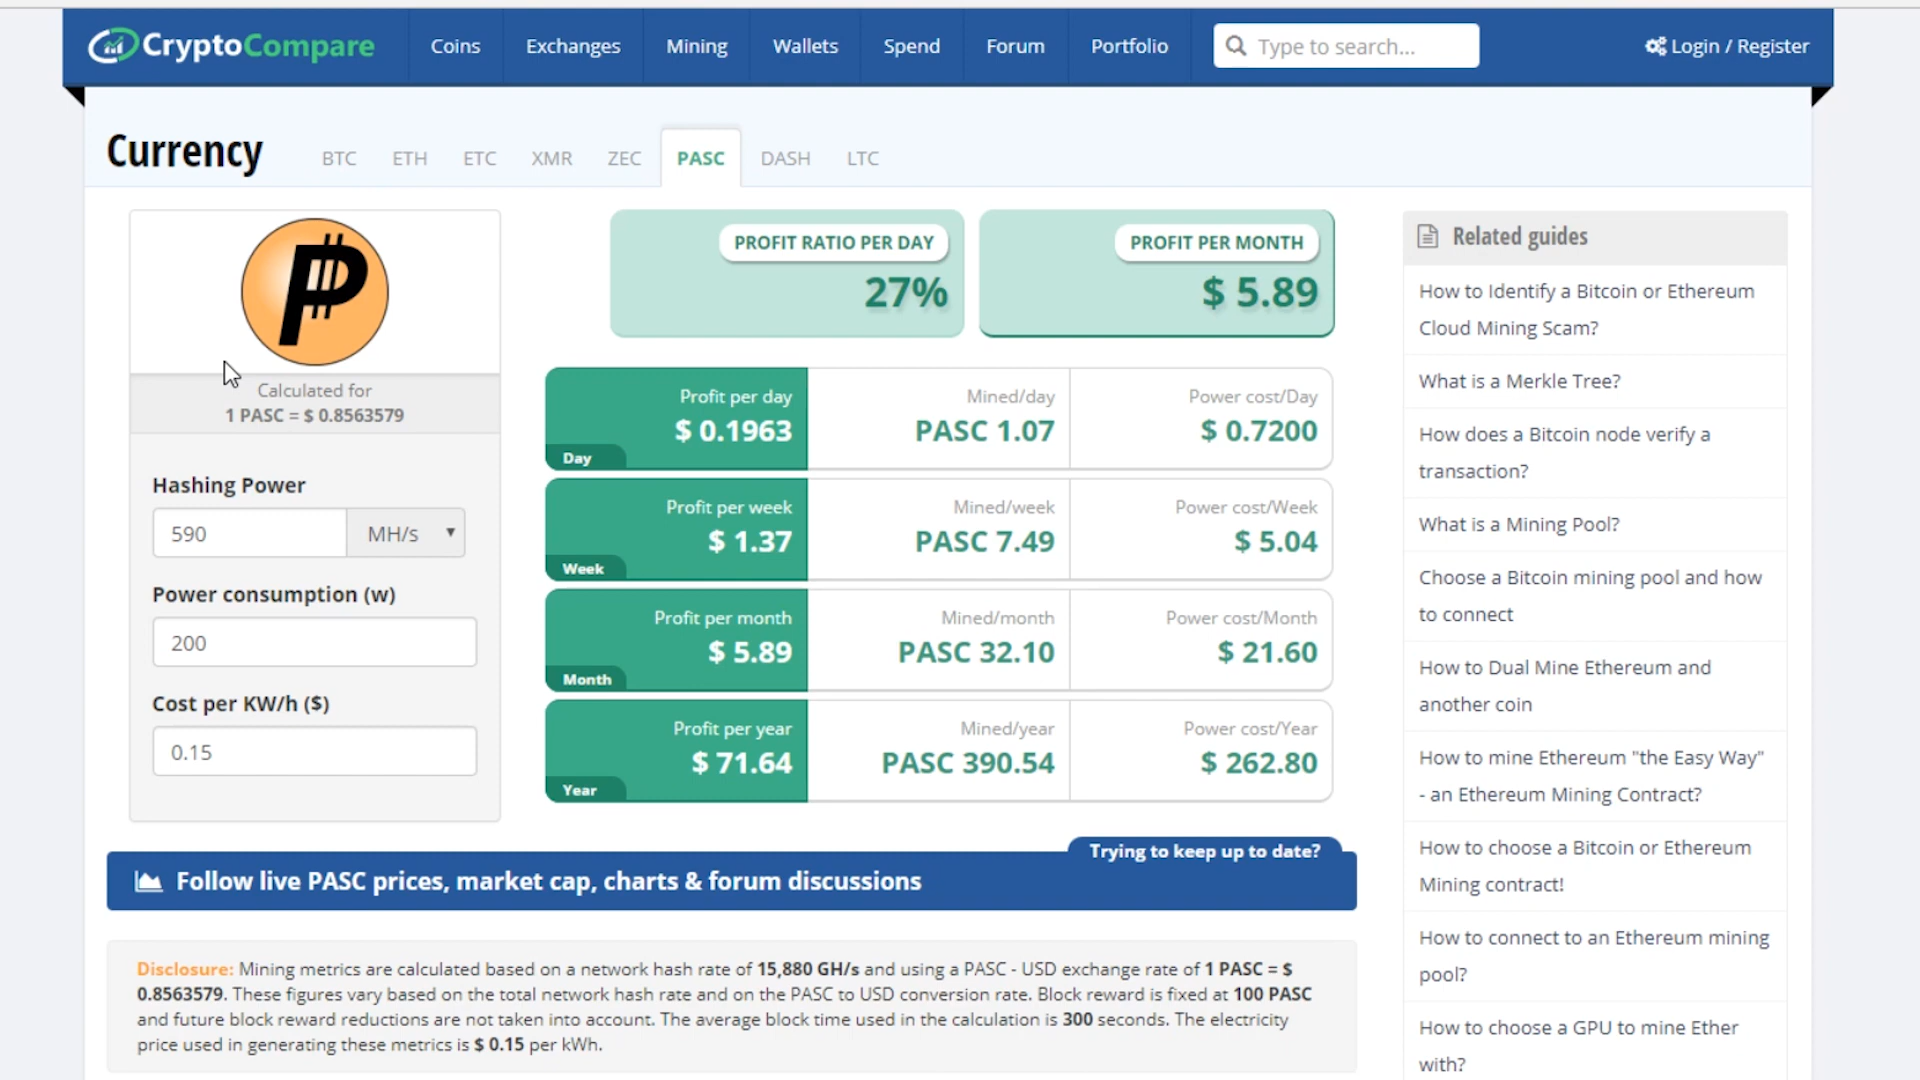 CryptoCompare
Coins
Exchanges
Mining
Wallets
Spend
Forum
Portfolio
Type to search...
Login / Register
Currency
BTC
ETH
ETC
XMR
ZEC
PASC
DASH
LTC
Calculated for
1 PASC = $ 0.8563579
Hashing Power
590
MH/s
Power consumption (w)
200
Cost per KW/h ($)
0.15
PROFIT RATIO PER DAY
27%
PROFIT PER MONTH
$ 5.89
Profit per day
$ 0.1963
Day
Mined/day
PASC 1.07
Power cost/Day
$ 0.7200
Profit per week
$ 1.37
Week
Mined/week
PASC 7.49
Power cost/Week
$ 5.04
Profit per month
$ 5.89
Month
Mined/month
PASC 32.10
Power cost/Month
$ 21.60
Profit per year
$ 71.64
Year
Mined/year
PASC 390.54
Power cost/Year
$ 262.80
Trying to keep up to date?
Follow live PASC prices, market cap, charts & forum discussions
Disclosure: Mining metrics are calculated based on a network hash rate of 15,880 GH/s and using a PASC - USD exchange rate of 1 PASC = $
0.8563579. These figures vary based on the total network hash rate and on the PASC to USD conversion rate. Block reward is fixed at 100 PASC
and future block reward reductions are not taken into account. The average block time used in the calculation is 300 seconds. The electricity
price used in generating these metrics is $ 0.15 per kWh.
Related guides
How to Identify a Bitcoin or Ethereum
Cloud Mining Scam?
What is a Merkle Tree?
How does a Bitcoin node verify a
transaction?
What is a Mining Pool?
Choose a Bitcoin mining pool and how
to connect
How to Dual Mine Ethereum and
another coin
How to mine Ethereum "the Easy Way"
- an Ethereum Mining Contract?
How to choose a Bitcoin or Ethereum
Mining contract!
How to connect to an Ethereum mining
pool?
How to choose a GPU to mine Ether
with?